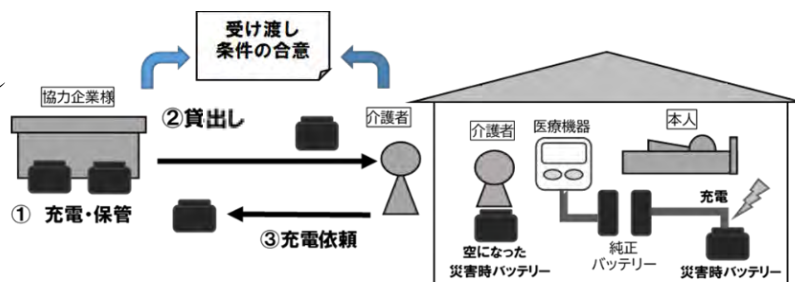 受け渡し
条件の合意
協力企業様
②貸出し
介護者
① 充電・保管
③充電依頼
介護者
医療機器
本人
充電
空になった
災害時バッテリー
純正
バッテリー
災害時バッテリー